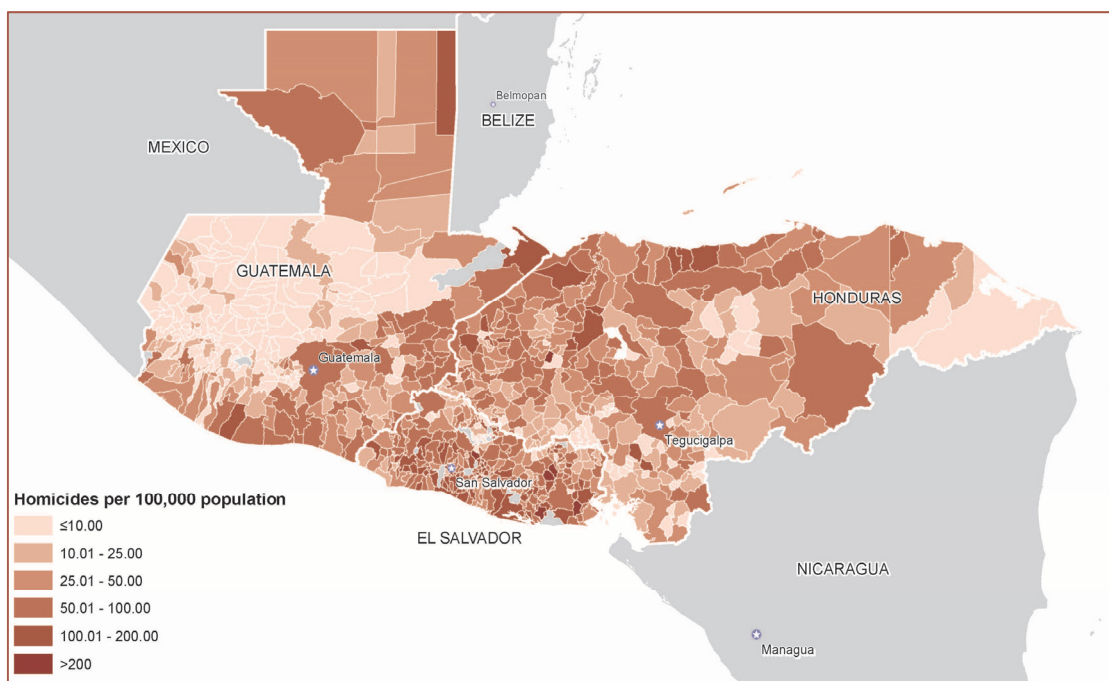 Belmopan
BELIZE
MEXICO
GUATEMALA
HONDURAS
Guatemala
Tegucigalpa
San Salvador
Homicides per 100,000 population
≤10.00
10.01 - 25.00
25.01 - 50.00
50.01 - 100.00
100.01 - 200.00
>200
EL SALVADOR
NICARAGUA
Managua